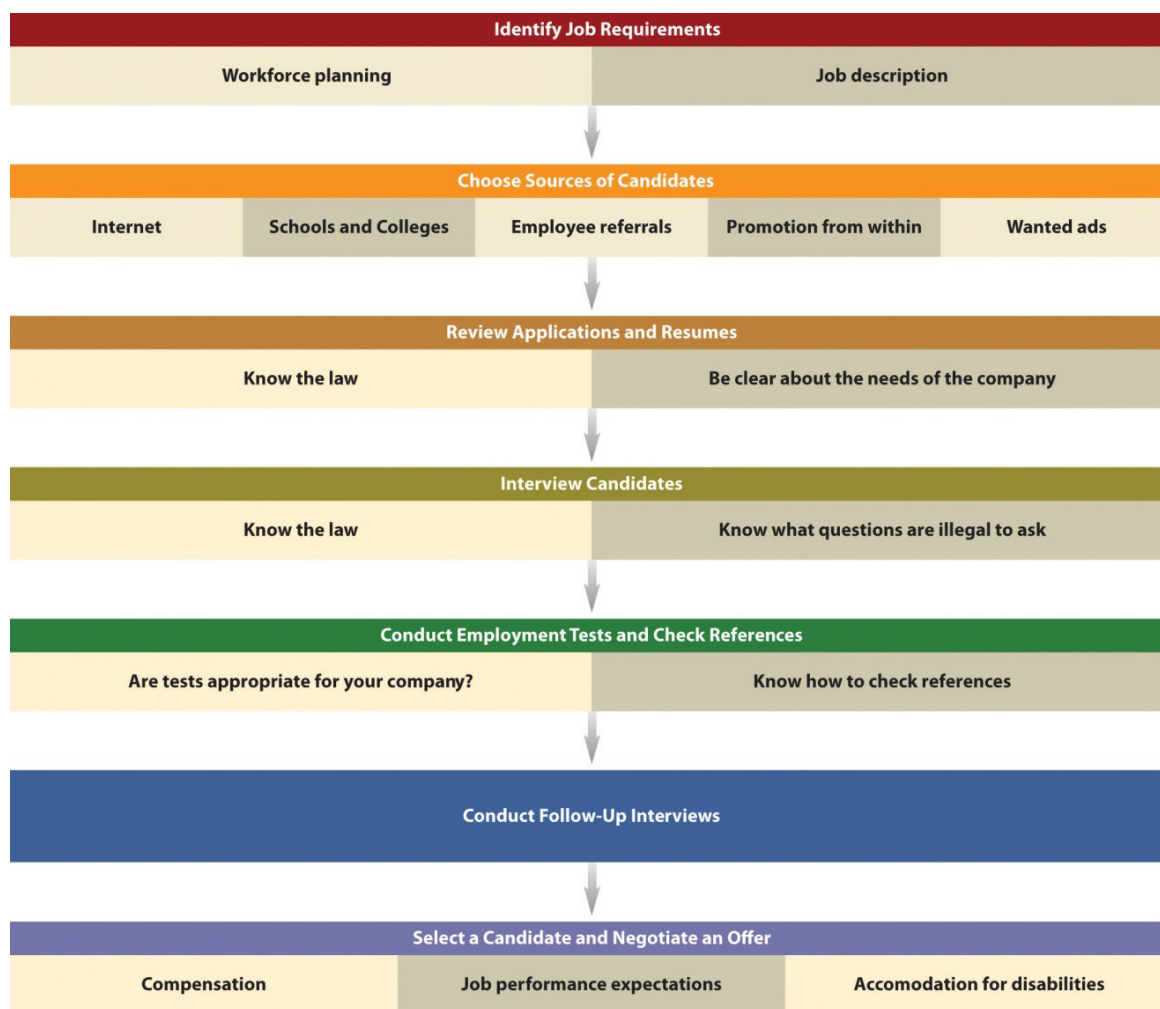 Identify Job Requirements
Workforce planning
Job description
Choose Sources of Candidates
Internet
Schools and Colleges
Employee referrals
Promotion from within
Wanted ads
Review Applications and Resumes
Know the law
Be clear about the needs of the company
Interview Candidates
Know the law
Know what questions are illegal to ask
Conduct Employment Tests and Check References
Are tests appropriate for your company?
Know how to check references
Conduct Follow-Up Interviews
Select a Candidate and Negotiate an Offer
Compensation
Job performance expectations
Accomodation for disabilities